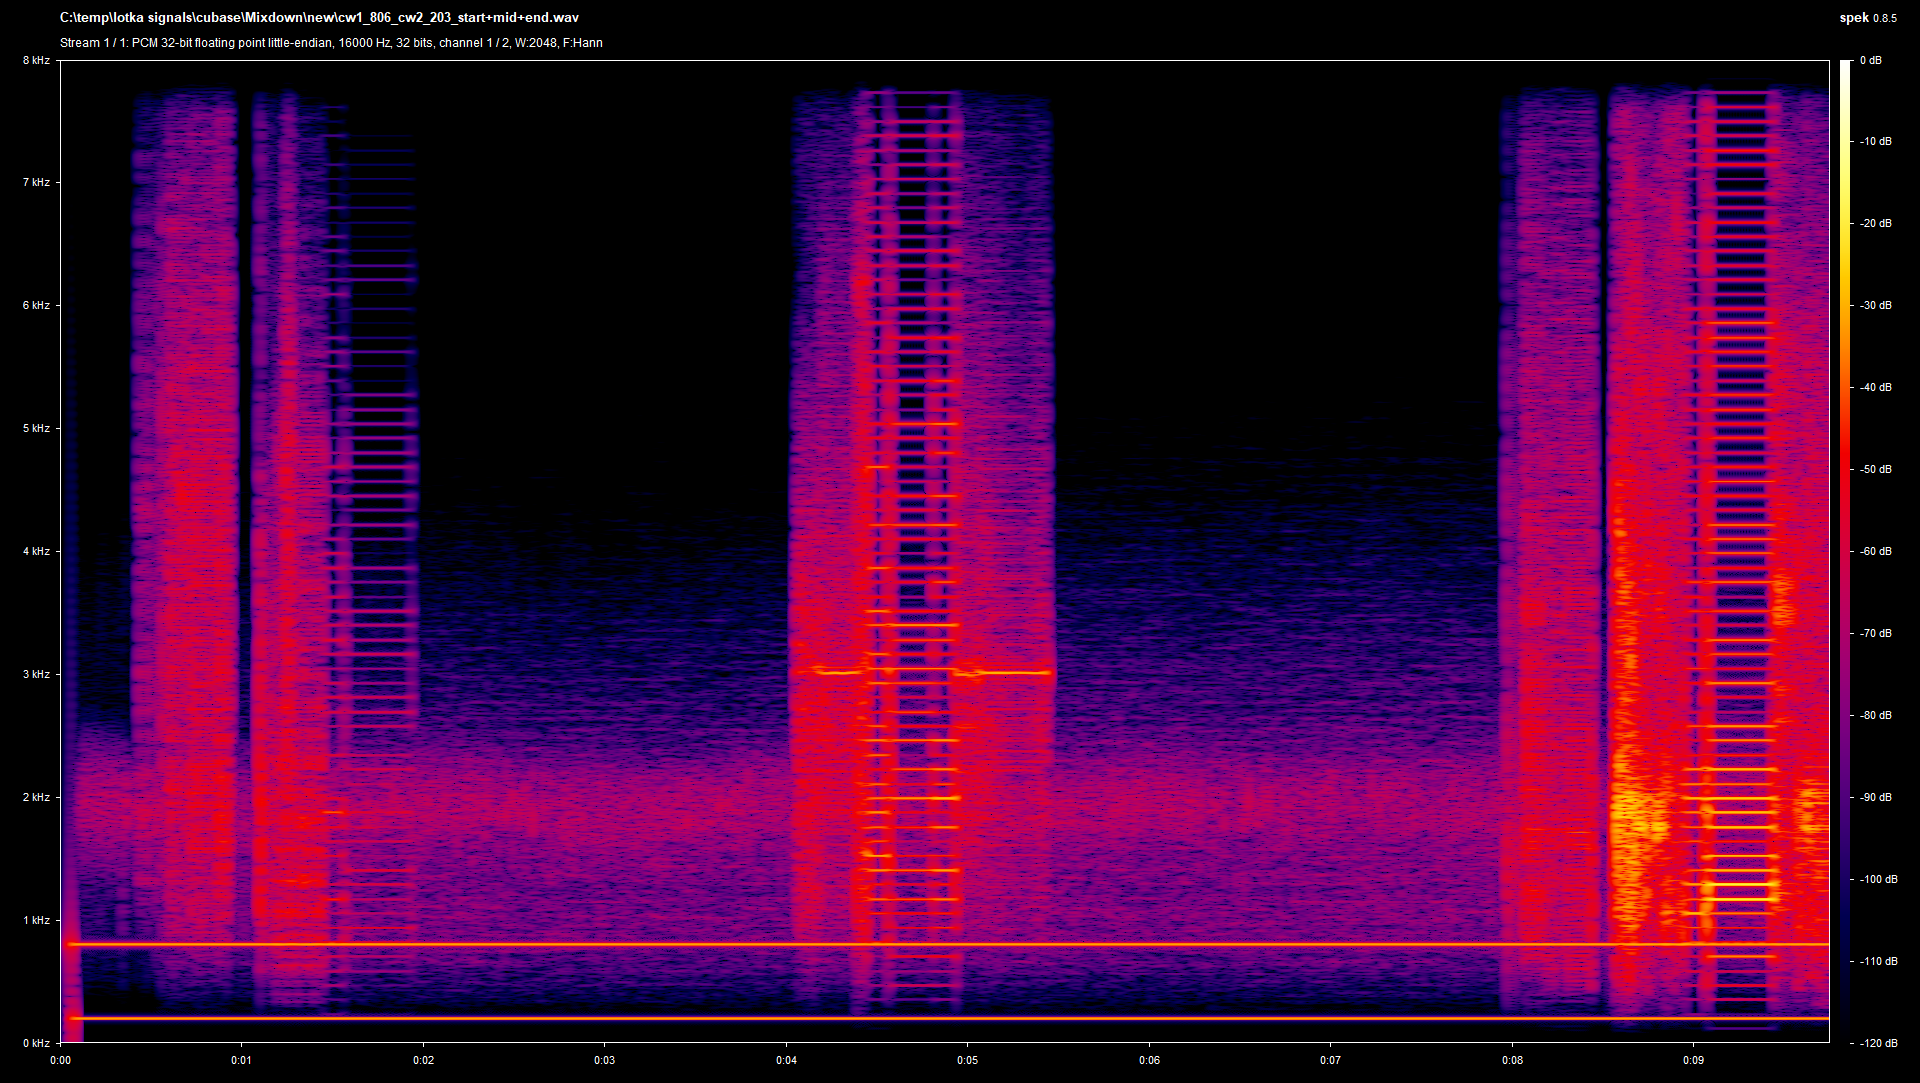 C:\temp\lotka signals\cubase\Mixdown\new\cw1_806_cw2_203_start+mid+end.wav
spek 0.8.5
Stream 1 / 1: PCM 32-bit floating point little-endian, 16000 Hz, 32 bits, channel 1 / 2, W:2048, F:Hann
8 kHz
7 kHz
6 kHz
5 kHz
4 kHz
3 kHz
2 kHz
1 kHz
0 kHz
0:00
0:01
0:02
0:03
0:04
0:05
0:06
0:07
0:08
0:09
0 dB
-10 dB
-20 dB
-30 dB
-40 dB
-50 dB
-60 dB
-70 dB
-80 dB
-90 dB
-100 dB
-110 dB
-120 dB